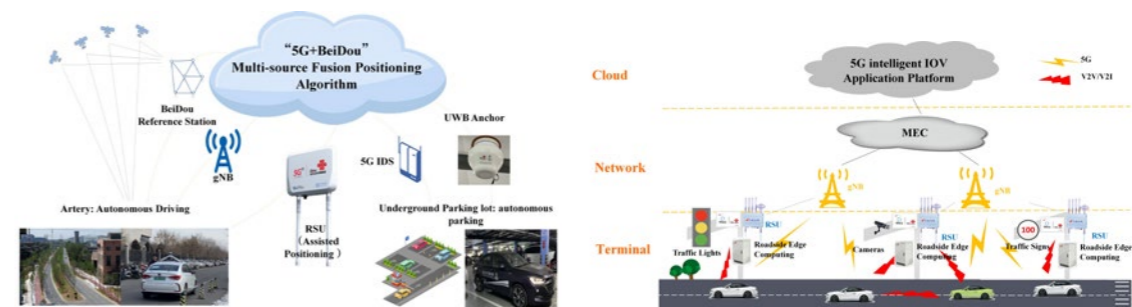 “5G+BeiDou”
Multi-source Fusion Positioning
Algorithm
BeiDou
Reference Station
gNB
UWB Anchor
5G IDS
RSU
(Assisted
Positioning )
Artery: Autonomous Driving
Underground Parking lot: autonomous
parking
Cloud
5G intelligent IOV
Application Platform
5G
V2V/V2I
MEC
Network
gNB
gNB
Terminal
Traffic Lights
RSU
Roadside Edge
Computing
Cameras
RSU
Roadside Edge
Computing
100
Traffic Signs
RSU
Roadside Edge
Computing